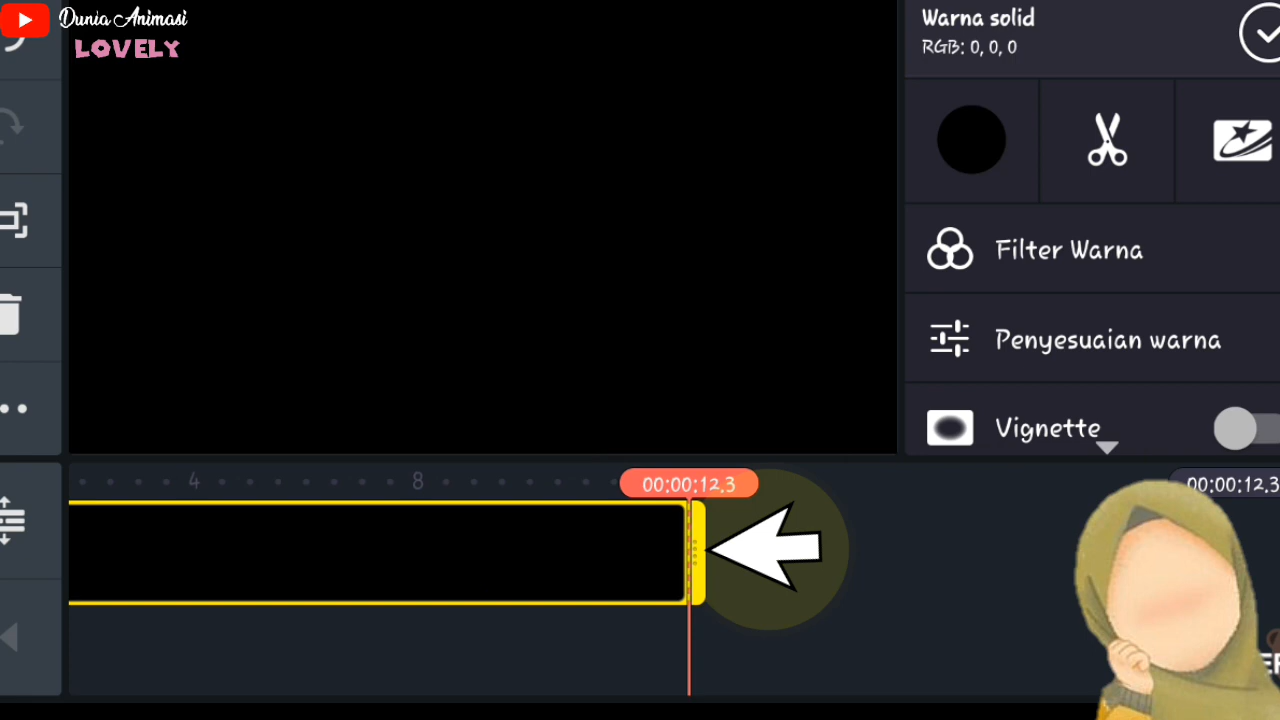 Dunia Animasi
LOVELY
Warna solid
RGB: 0, 0, 0
Filter Warna
Penyesuaian warna
Vignette
4
8
00:00:12.3
00:00:12.3